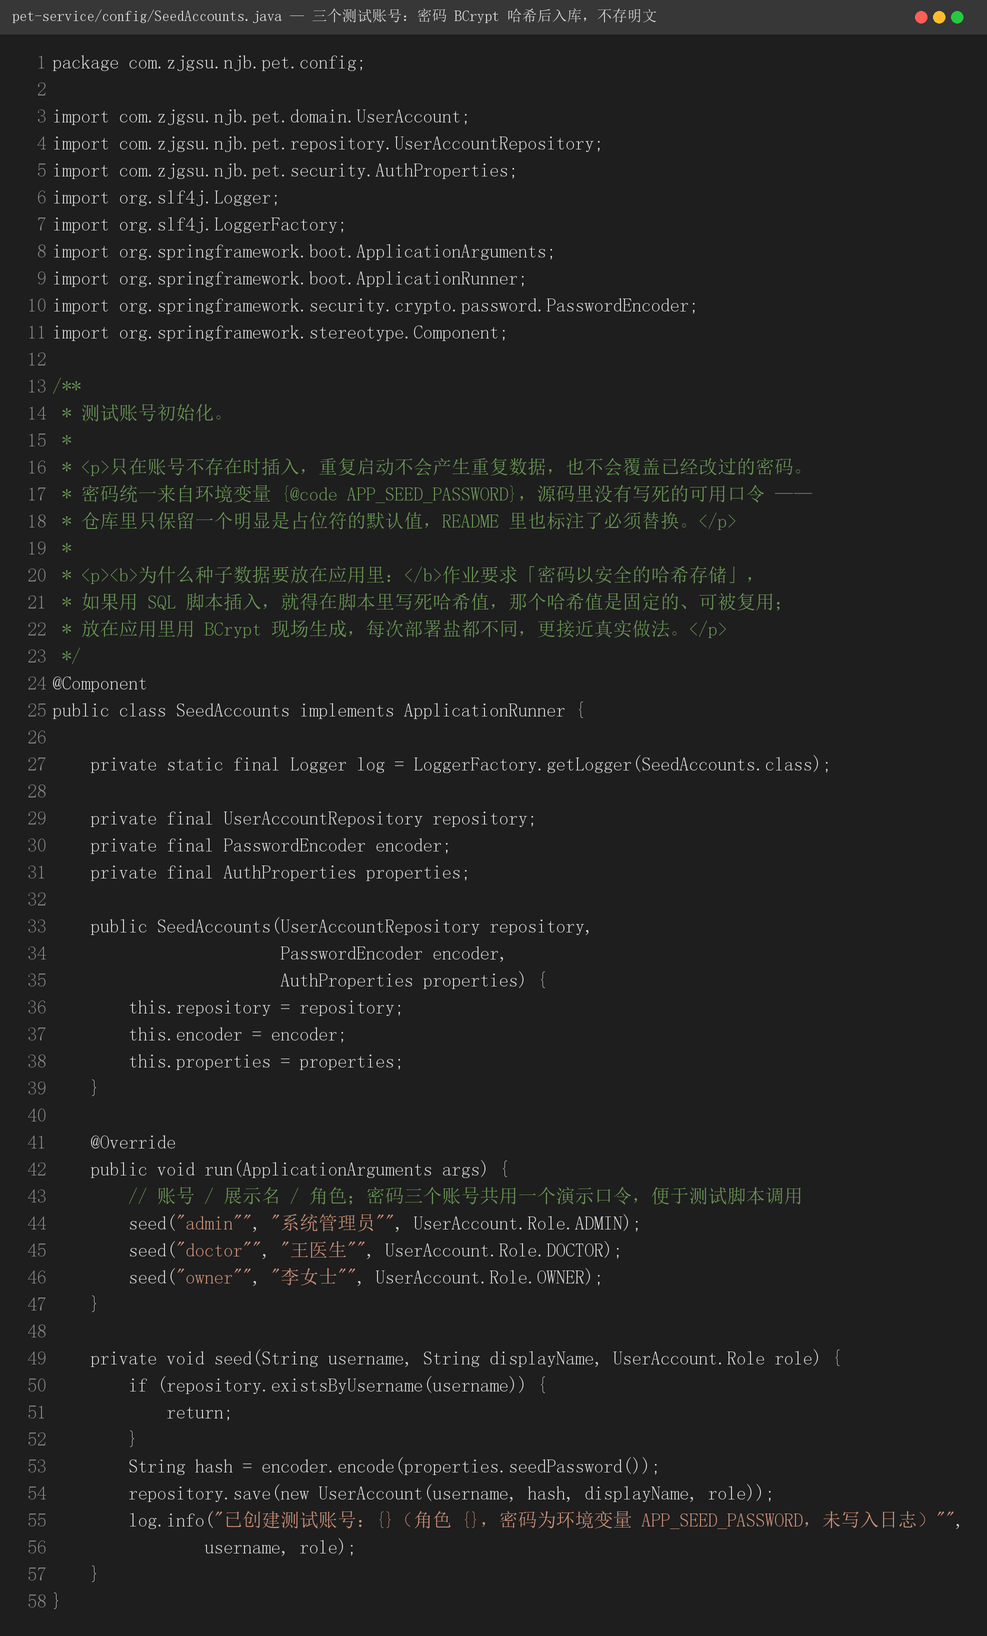 pet-service/config/SeedAccounts.java — 三个测试账号：密码 BCrypt 哈希后入库，不存明文
1 package com.zjgsu.njb.pet.config;
2
3 import com.zjgsu.njb.pet.domain.UserAccount;
4 import com.zjgsu.njb.pet.repository.UserAccountRepository;
5 import com.zjgsu.njb.pet.security.AuthProperties;
6 import org.slf4j.Logger;
7 import org.slf4j.LoggerFactory;
8 import org.springframework.boot.ApplicationArguments;
9 import org.springframework.boot.ApplicationRunner;
10 import org.springframework.security.crypto.password.PasswordEncoder;
11 import org.springframework.stereotype.Component;
12
13 /**
14  * 测试账号初始化。
15  *
16  * <p>只在账号不存在时插入，重复启动不会产生重复数据，也不会覆盖已经改过的密码。
17  * 密码统一来自环境变量 {@code APP_SEED_PASSWORD}，源码里没有写死的可用口令 ——
18  * 仓库里只保留一个明显是占位符的默认值，README 里也标注了必须替换。</p>
19  *
20  * <p><b>为什么种子数据要放在应用里：</b>作业要求「密码以安全的哈希存储」，
21  * 如果用 SQL 脚本插入，就得在脚本里写死哈希值，那个哈希值是固定的、可被复用；
22  * 放在应用里用 BCrypt 现场生成，每次部署盐都不同，更接近真实做法。</p>
23  */
24 @Component
25 public class SeedAccounts implements ApplicationRunner {
26
27     private static final Logger log = LoggerFactory.getLogger(SeedAccounts.class);
28
29     private final UserAccountRepository repository;
30     private final PasswordEncoder encoder;
31     private final AuthProperties properties;
32
33     public SeedAccounts(UserAccountRepository repository,
34                         PasswordEncoder encoder,
35                         AuthProperties properties) {
36         this.repository = repository;
37         this.encoder = encoder;
38         this.properties = properties;
39     }
40
41     @Override
42     public void run(ApplicationArguments args) {
43         // 账号 / 展示名 / 角色；密码三个账号共用一个演示口令，便于测试脚本调用
44         seed("admin"", "系统管理员"", UserAccount.Role.ADMIN);
45         seed("doctor"", "王医生"", UserAccount.Role.DOCTOR);
46         seed("owner"", "李女士"", UserAccount.Role.OWNER);
47     }
48
49     private void seed(String username, String displayName, UserAccount.Role role) {
50         if (repository.existsByUsername(username)) {
51             return;
52         }
53         String hash = encoder.encode(properties.seedPassword());
54         repository.save(new UserAccount(username, hash, displayName, role));
55         log.info("已创建测试账号：{}（角色 {}，密码为环境变量 APP_SEED_PASSWORD，未写入日志）"",
56                 username, role);
57     }
58 }